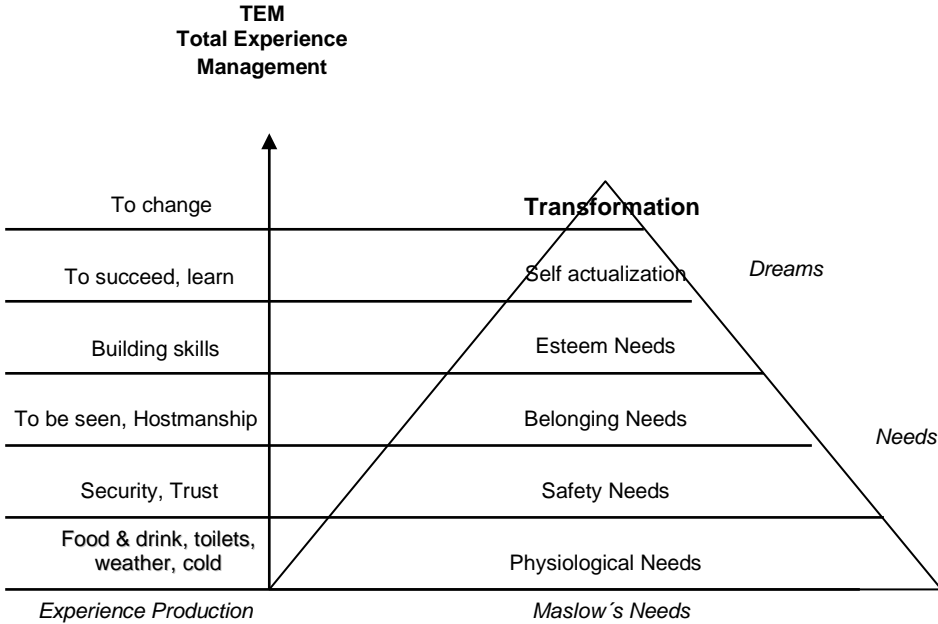 TEM
Total Experience
Management
To change
Transformation
To succeed, learn
Self actualization
Dreams
Building skills
Esteem Needs
To be seen, Hostmanship
Belonging Needs
Needs
Security, Trust
Safety Needs
Food & drink, toilets,
weather, cold
Physiological Needs
Experience Production
Maslow´s Needs